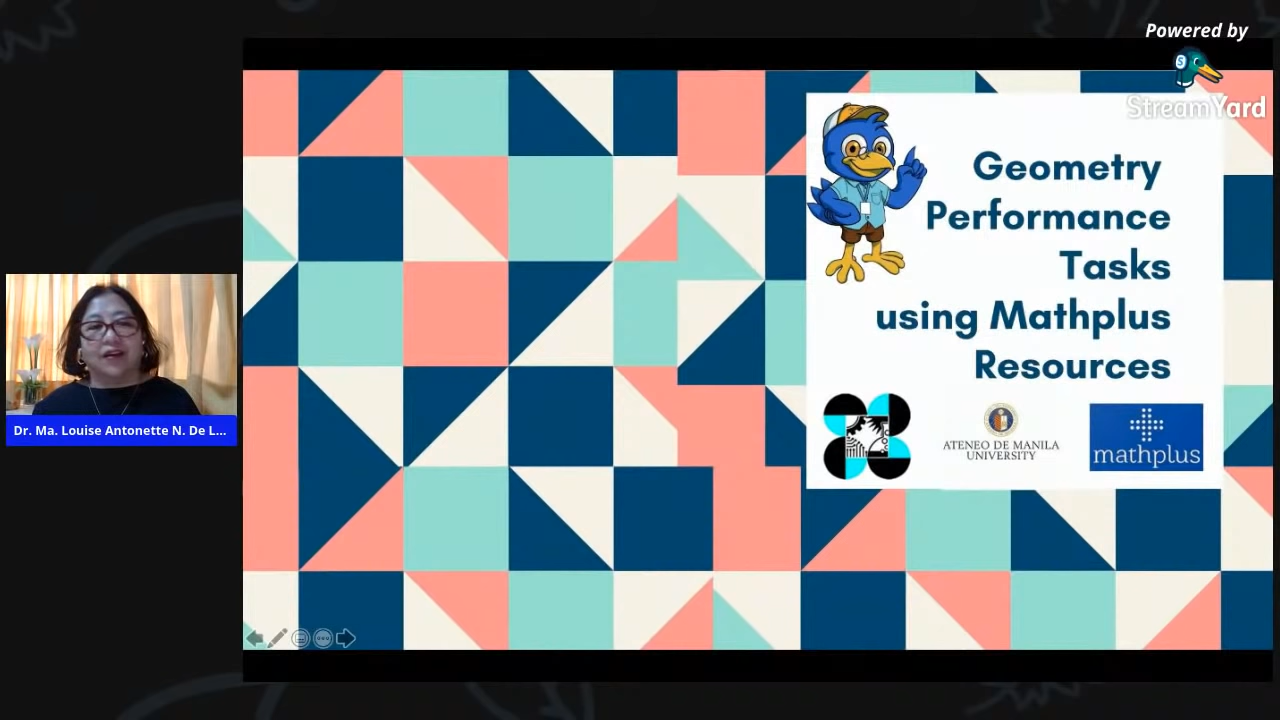 Powered by
StreamYard
Geometry
Performance
Tasks
using Mathplus
Resources
ATENEO DE MANILA
UNIVERSITY
mathplus
Dr. Ma. Louise Antonette N. De L...